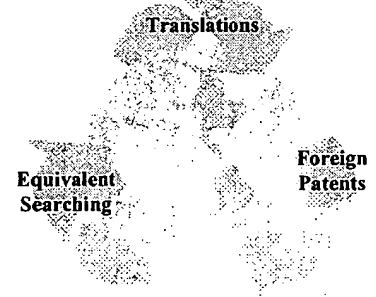 Translations
Foreign
Patents
Equivalent
Searching